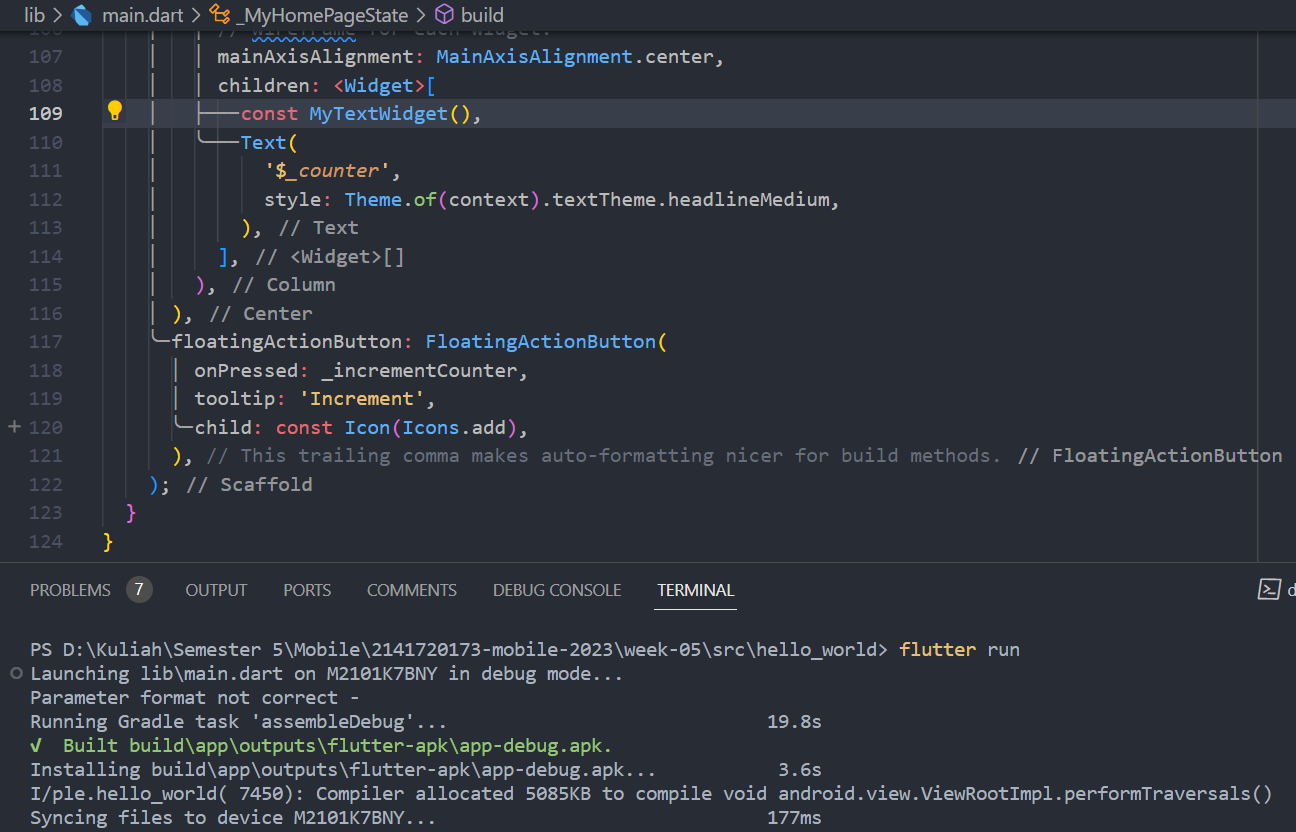 lib > main.dart > _MyHomePageState > build
// wireframe for each widget.
107 mainAxisAlignment: MainAxisAlignment.center,
108 children: <Widget>[
109 const MyTextWidget(),
110 Text(
111 '$_counter',
112 style: Theme.of(context).textTheme.headlineMedium,
113 ), // Text
114 ], // <Widget>[]
115 ), // Column
116 ), // Center
117 floatingActionButton: FloatingActionButton(
118 onPressed: _incrementCounter,
119 tooltip: 'Increment',
120 child: const Icon(Icons.add),
121 ), // This trailing comma makes auto-formatting nicer for build methods. // FloatingActionButton
122 ); // Scaffold
123 }
124 }
PROBLEMS 7 OUTPUT PORTS COMMENTS DEBUG CONSOLE TERMINAL
PS D:\Kuliah\Semester 5\Mobile\2141720173-mobile-2023\week-05\src\hello_world> flutter run
Launching lib\main.dart on M2101K7BNY in debug mode...
Parameter format not correct -
Running Gradle task 'assembleDebug'... 19.8s
√ Built build\app\outputs\flutter-apk\app-debug.apk.
Installing build\app\outputs\flutter-apk\app-debug.apk... 3.6s
I/ple.hello_world( 7450): Compiler allocated 5085KB to compile void android.view.ViewRootImpl.performTraversals()
Syncing files to device M2101K7BNY... 177ms